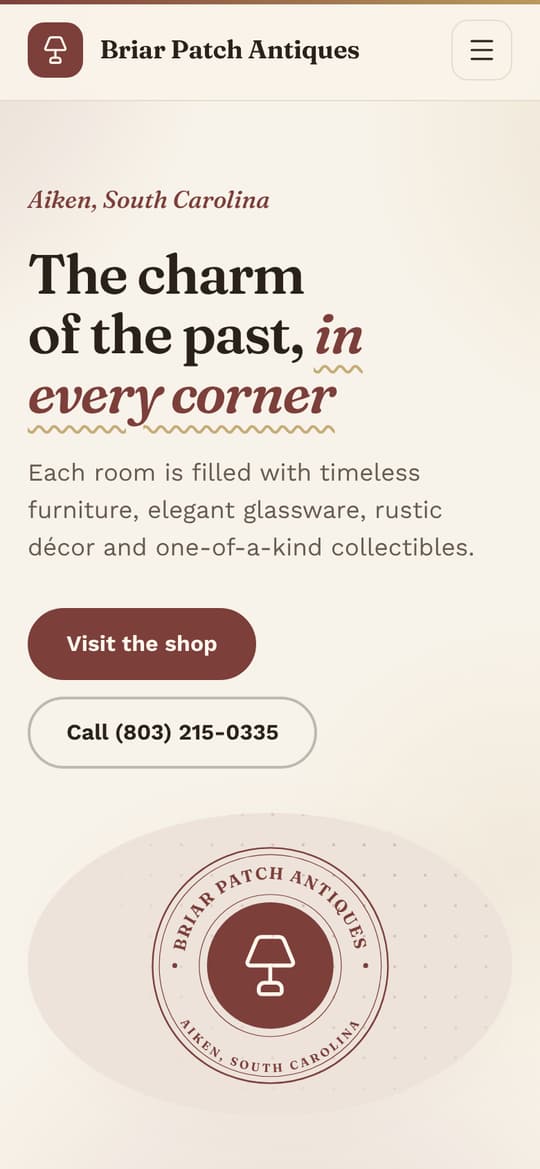 Briar Patch Antiques
Aiken, South Carolina
The charm
of the past, in
every corner
Each room is filled with timeless
furniture, elegant glassware, rustic
décor and one-of-a-kind collectibles.
Visit the shop
Call (803) 215-0335
BRIAR PATCH ANTIQUES
AIKEN, SOUTH CAROLINA